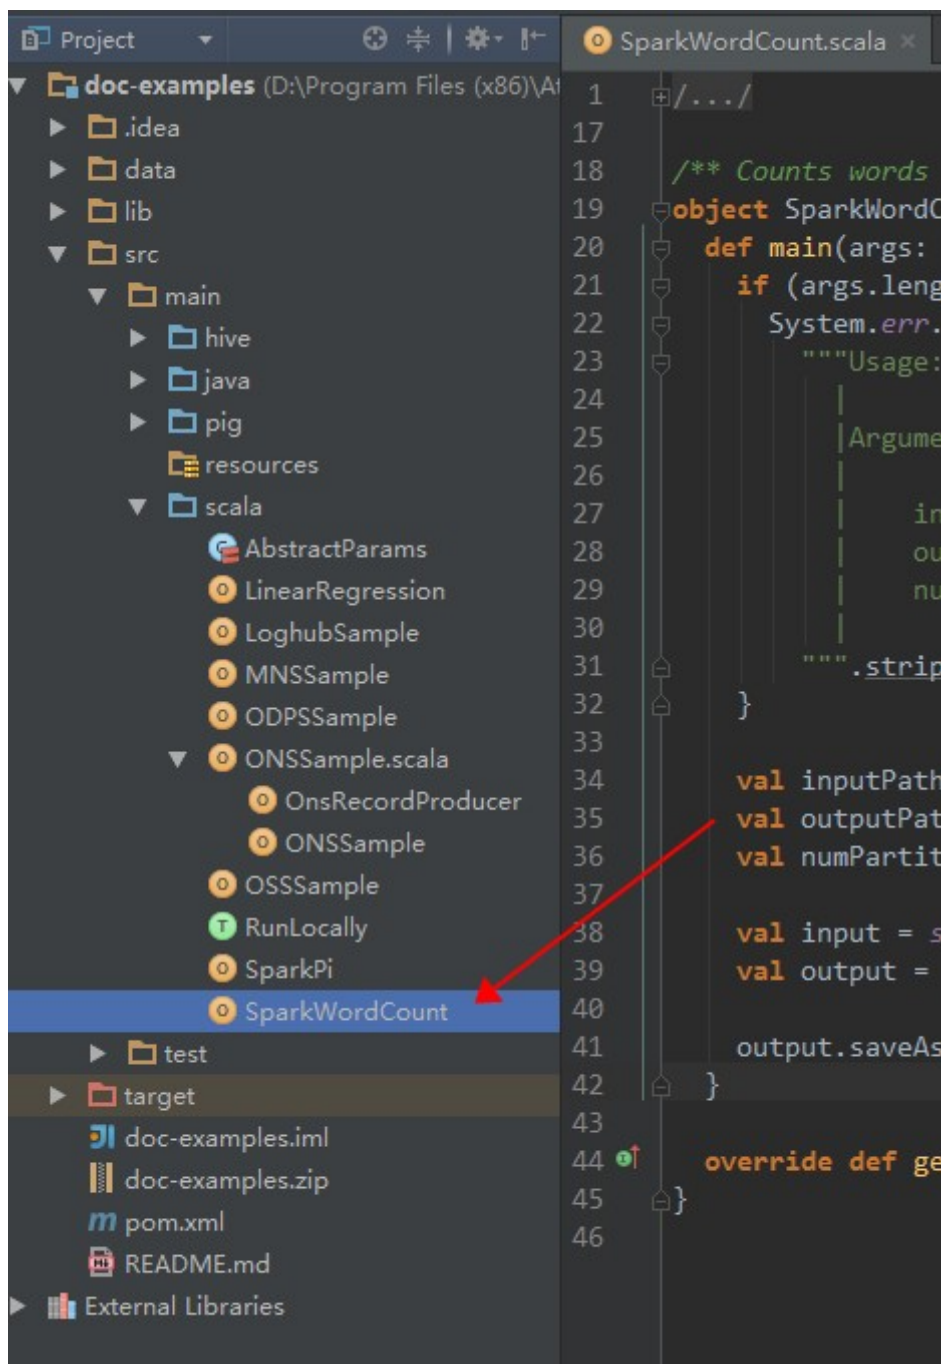 Project
SparkWordCount.scala
doc-examples (D:\Program Files (x86)\At
.idea
data
lib
src
main
hive
java
pig
resources
scala
AbstractParams
LinearRegression
LoghubSample
MNSSample
ODPSSample
ONSSample.scala
OnsRecordProducer
ONSSample
OSSSample
RunLocally
SparkPi
SparkWordCount
test
target
doc-examples.iml
doc-examples.zip
pom.xml
README.md
External Libraries
1 /.../
17
18 /** Counts words
19 object SparkWordC
20 def main(args:
21 if (args.leng
22 System.err.
23 """Usage:
24 |
25 |Argume
26 |
27 | in
28 | ou
29 | nu
30 |
31 """.strip
32 }
33
34 val inputPath
35 val outputPat
36 val numPartit
37
38 val input = s
39 val output =
40
41 output.saveAs
42 }
43
44 override def ge
45 }
46